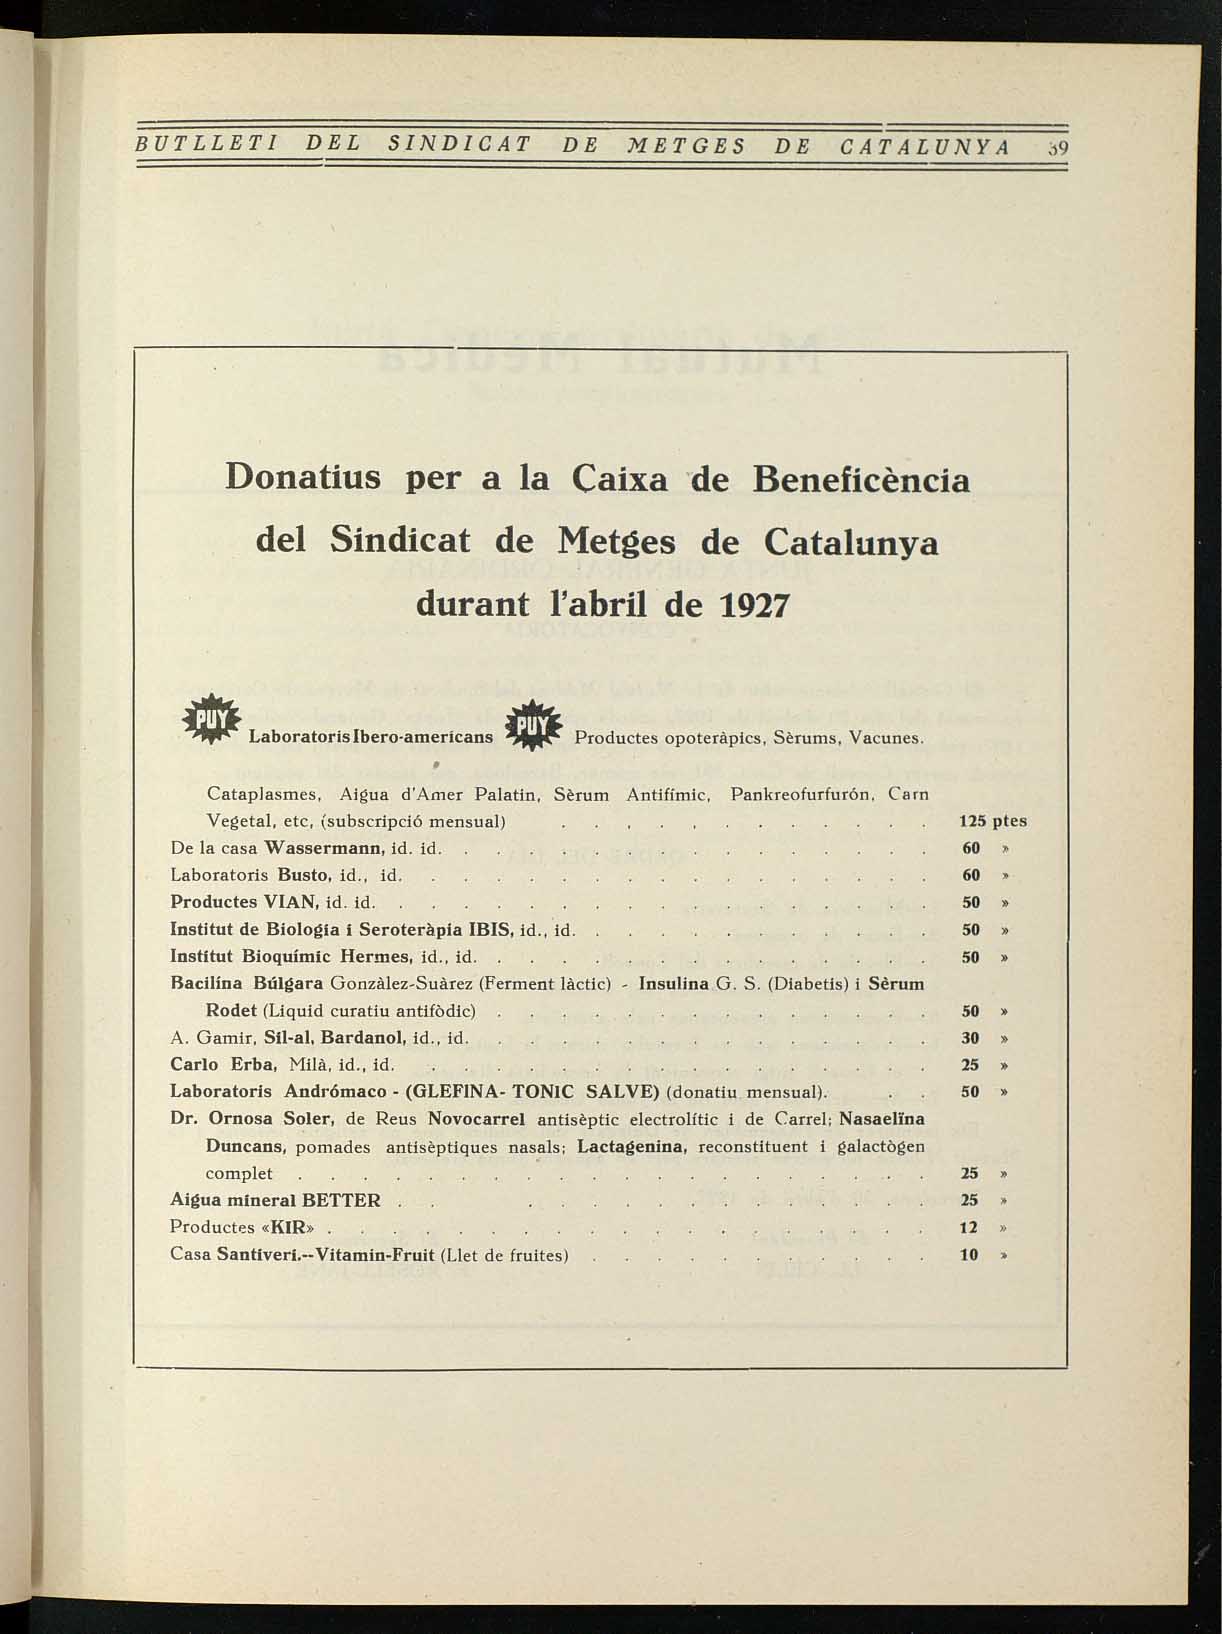 BUTLLETI DEL SINDICAT DE METGES DE CATALUNYA 39
Donatius per a la Caixa de Beneficència
del Sindicat de Metges de Catalunya
durant l'abril de 1927
PUY Laboratoris Ibero-americans PUY Productes opoteràpics, Sèrums, Vacunes.
Cataplasmes, Aigua d'Amer Palatin, Sèrum Antifímic, Pankreofurfurón, Carn
Vegetal, etc, (subscripció mensual) . . . . . . . . . . . . 125 ptes
De la casa Wassermann, id. id. . . . . . . . . . . . . . . . 60 »
Laboratoris Busto, id., id. . . . . . . . . . . . . . . . . 60 »
Productes VIAN, id. id. . . . . . . . . . . . . . . . . . 50 »
Institut de Biologia i Seroteràpia IBIS, id., id. . . . . . . . . . . . 50 »
Institut Bioquímic Hermes, id., id. . . . . . . . . . . . . . . 50 »
Bacilina Búlgara Gonzàlez-Suàrez (Ferment làctic) - Insulina G. S. (Diabetis) i Sèrum
Rodet (Liquid curatiu antifòdic) . . . . . . . . . . . . . . 50 »
A. Gamir, Sil-al, Bardanol, id., id. . . . . . . . . . . . . . . 30 »
Carlo Erba, Milà, id., id. . . . . . . . . . . . . . . . . 25 »
Laboratoris Andrómaco - (GLEFINA- TONIC SALVE) (donatiu mensual). . . 50 »
Dr. Ornosa Soler, de Reus Novocarrel antisèptic electrolític i de Carrel; Nasaelïna
Duncans, pomades antisèptiques nasals; Lactagenina, reconstituent i galactògen
complet . . . . . . . . . . . . . . . . . . . . 25 »
Aigua mineral BETTER . . . . . . . . . . . . . . . . 25 »
Productes «KIR» . . . . . . . . . . . . . . . . . . . 12 »
Casa Santiveri.--Vitamin-Fruit (Llet de fruites) . . . . . . . . . . . 10 »